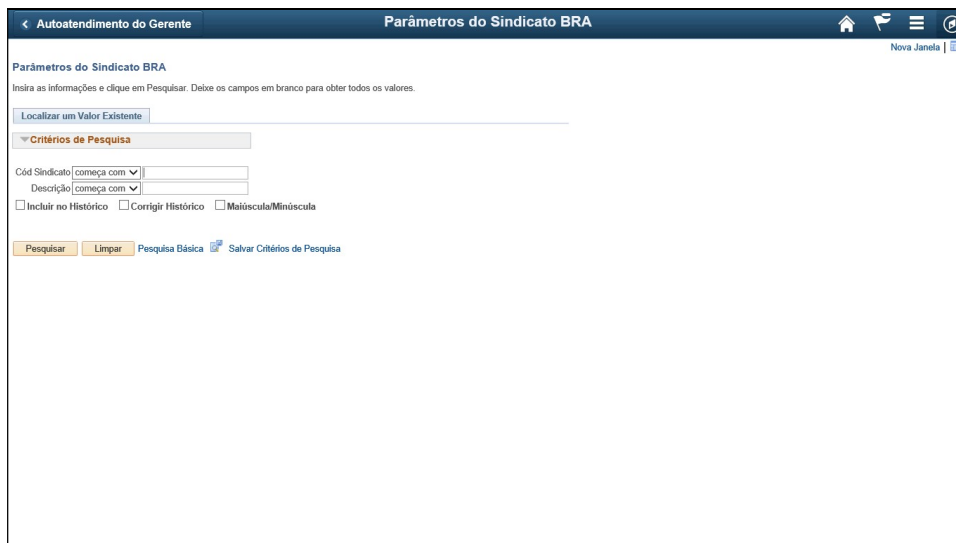 Autoatendimento do Gerente Parâmetros do Sindicato BRA
Nova Janela |
Parâmetros do Sindicato BRA
Insira as informações e clique em Pesquisar. Deixe os campos em branco para obter todos os valores.
Localizar um Valor Existente
Critérios de Pesquisa
Cód Sindicato começa com
Descrição começa com
Incluir no Histórico Corrigir Histórico Maiúscula/Minúscula
Pesquisar Limpar Pesquisa Básica Salvar Critérios de Pesquisa